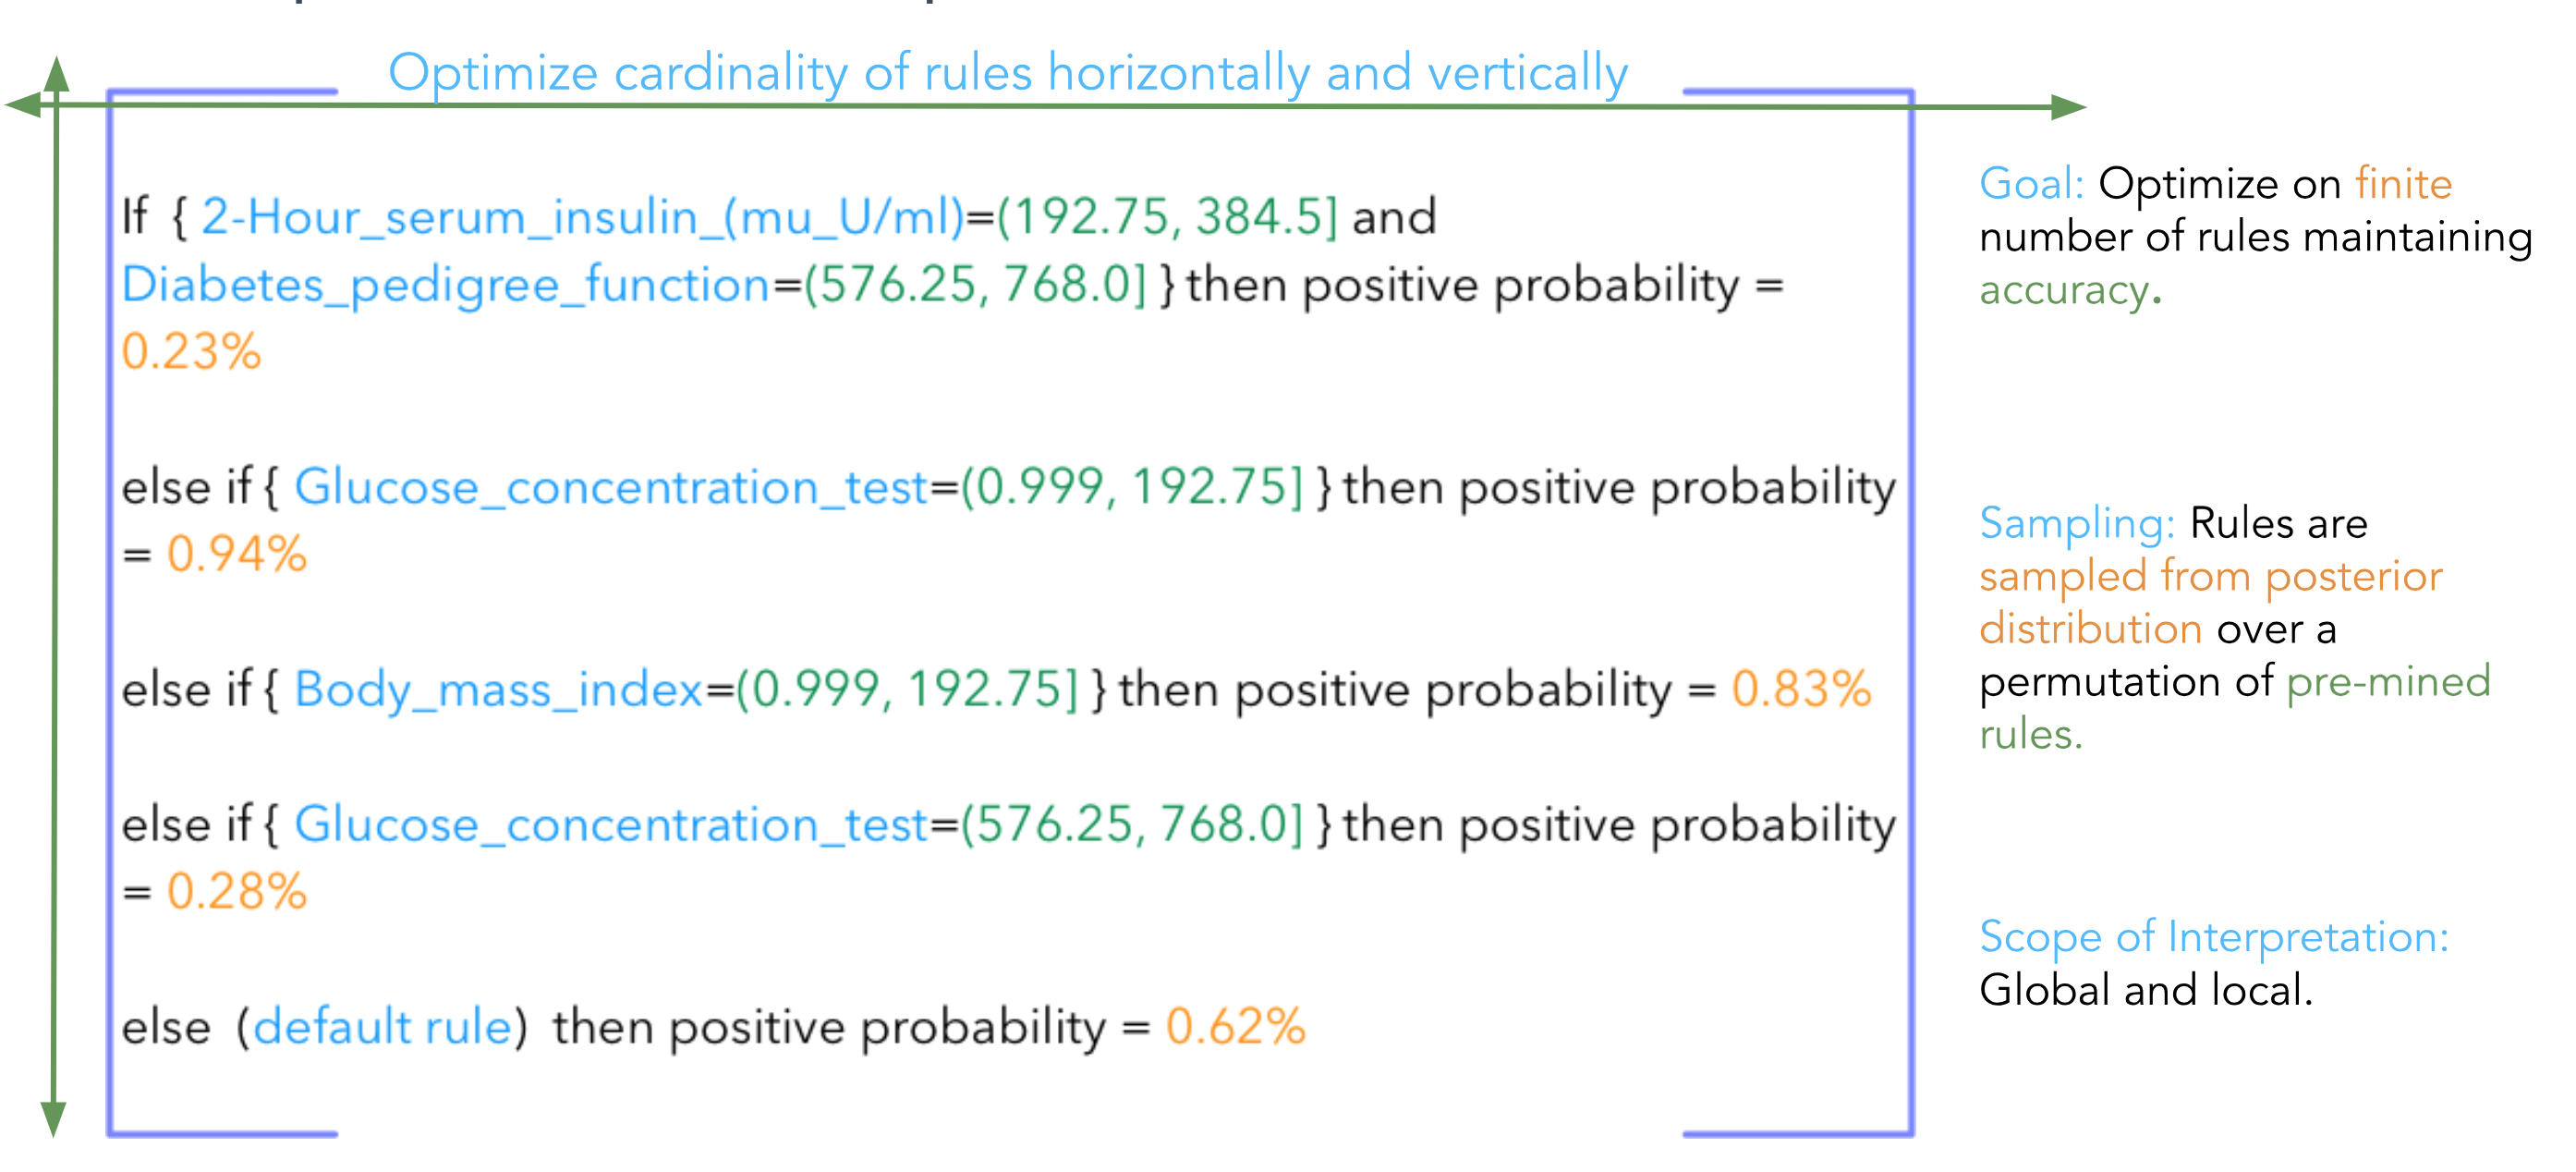 Optimize cardinality of rules horizontally and vertically
If { 2-Hour_serum_insulin_(mu_U/ml)=(192.75, 384.5] and
Diabetes_pedigree_function=(576.25, 768.0] } then positive probability =
0.23%
else if { Glucose_concentration_test=(0.999, 192.75] } then positive probability
= 0.94%
else if { Body_mass_index=(0.999, 192.75] } then positive probability = 0.83%
else if { Glucose_concentration_test=(576.25, 768.0] } then positive probability
= 0.28%
else (default rule) then positive probability = 0.62%
Goal: Optimize on finite
number of rules maintaining
accuracy.
Sampling: Rules are
sampled from posterior
distribution over a
permutation of pre-mined
rules.
Scope of Interpretation:
Global and local.